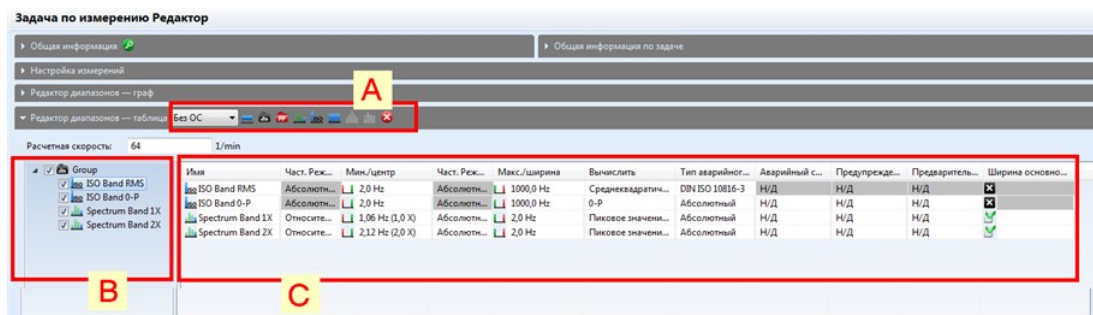 Задача по измерению Редактор
Общая информация
Общая информация по задаче
Настройка измерений
Редактор диапазонов — граф
A
Редактор диапазонов — таблица Без ОС
Расчетная скорость: 64 1/min
Group
ISO Band RMS
ISO Band 0-P
Spectrum Band 1X
Spectrum Band 2X
B
Имя Част. Реж... Мин./центр Част. Реж... Макс./ширина Вычислить Тип аварийног... Аварийный с... Предупрежде... Предваритель... Ширина основно...
ISO Band RMS Абсолютн... 2,0 Hz Абсолютн... 1000,0 Hz Среднеквадратич... DIN ISO 10816-3 Н/Д Н/Д Н/Д
ISO Band 0-P Абсолютн... 2,0 Hz Абсолютн... 1000,0 Hz 0-P Абсолютный Н/Д Н/Д Н/Д
Spectrum Band 1X Относите... 1,06 Hz (1,0 X) Абсолютн... 2,0 Hz Пиковое значени... Абсолютный Н/Д Н/Д Н/Д
Spectrum Band 2X Относите... 2,12 Hz (2,0 X) Абсолютн... 2,0 Hz Пиковое значени... Абсолютный Н/Д Н/Д Н/Д
C